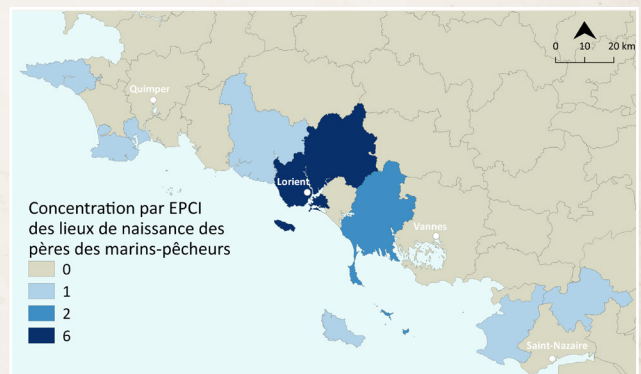 0 10 20 km
Quimper
Lorient
Vannes
Saint-Nazaire
Concentration par EPCI
des lieux de naissance des
pères des marins-pêcheurs
0
1
2
6